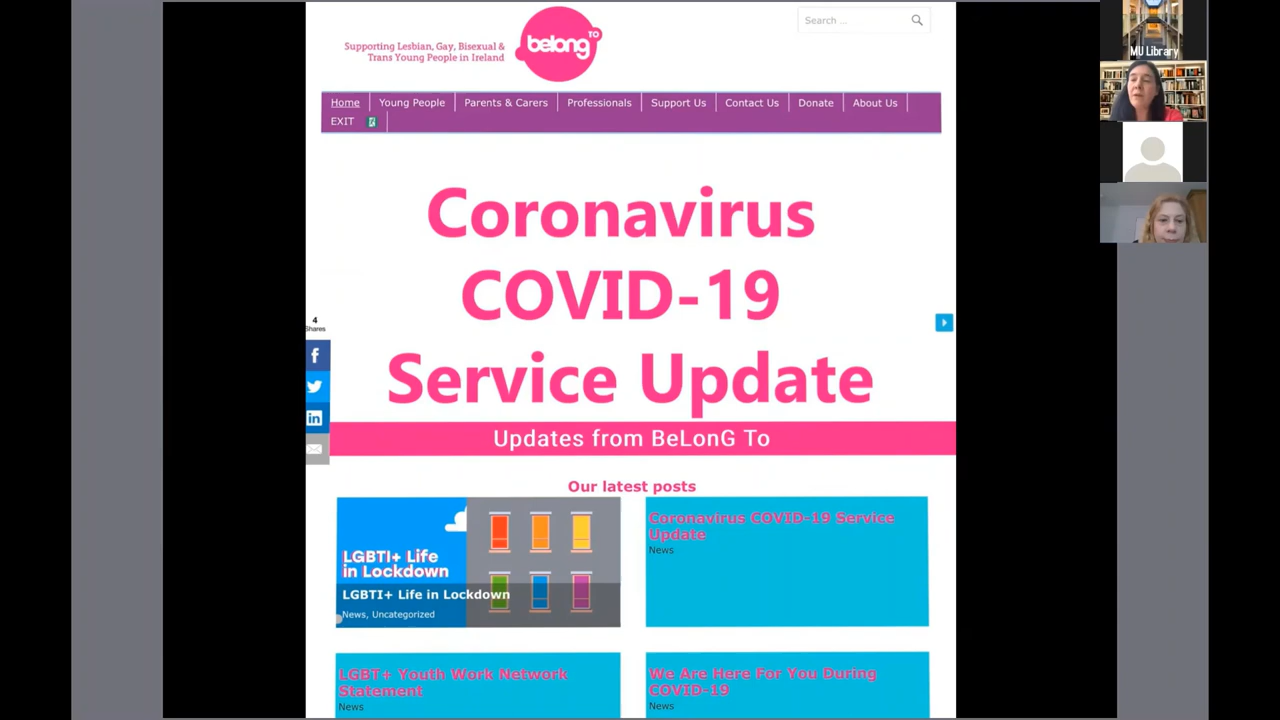 Supporting Lesbian, Gay, Bisexual &
Trans Young People in Ireland
belong TO
Search ...
MU Library
Home Young People Parents & Carers Professionals Support Us Contact Us Donate About Us
EXIT
Coronavirus
COVID-19
Service Update
4
Shares
f
in
Updates from BeLonG To
Our latest posts
LGBTI+ Life
in Lockdown
LGBTI+ Life in Lockdown
News, Uncategorized
Coronavirus COVID-19 Service
Update
News
LGBT+ Youth Work Network
Statement
News
We Are Here For You During
COVID-19
News